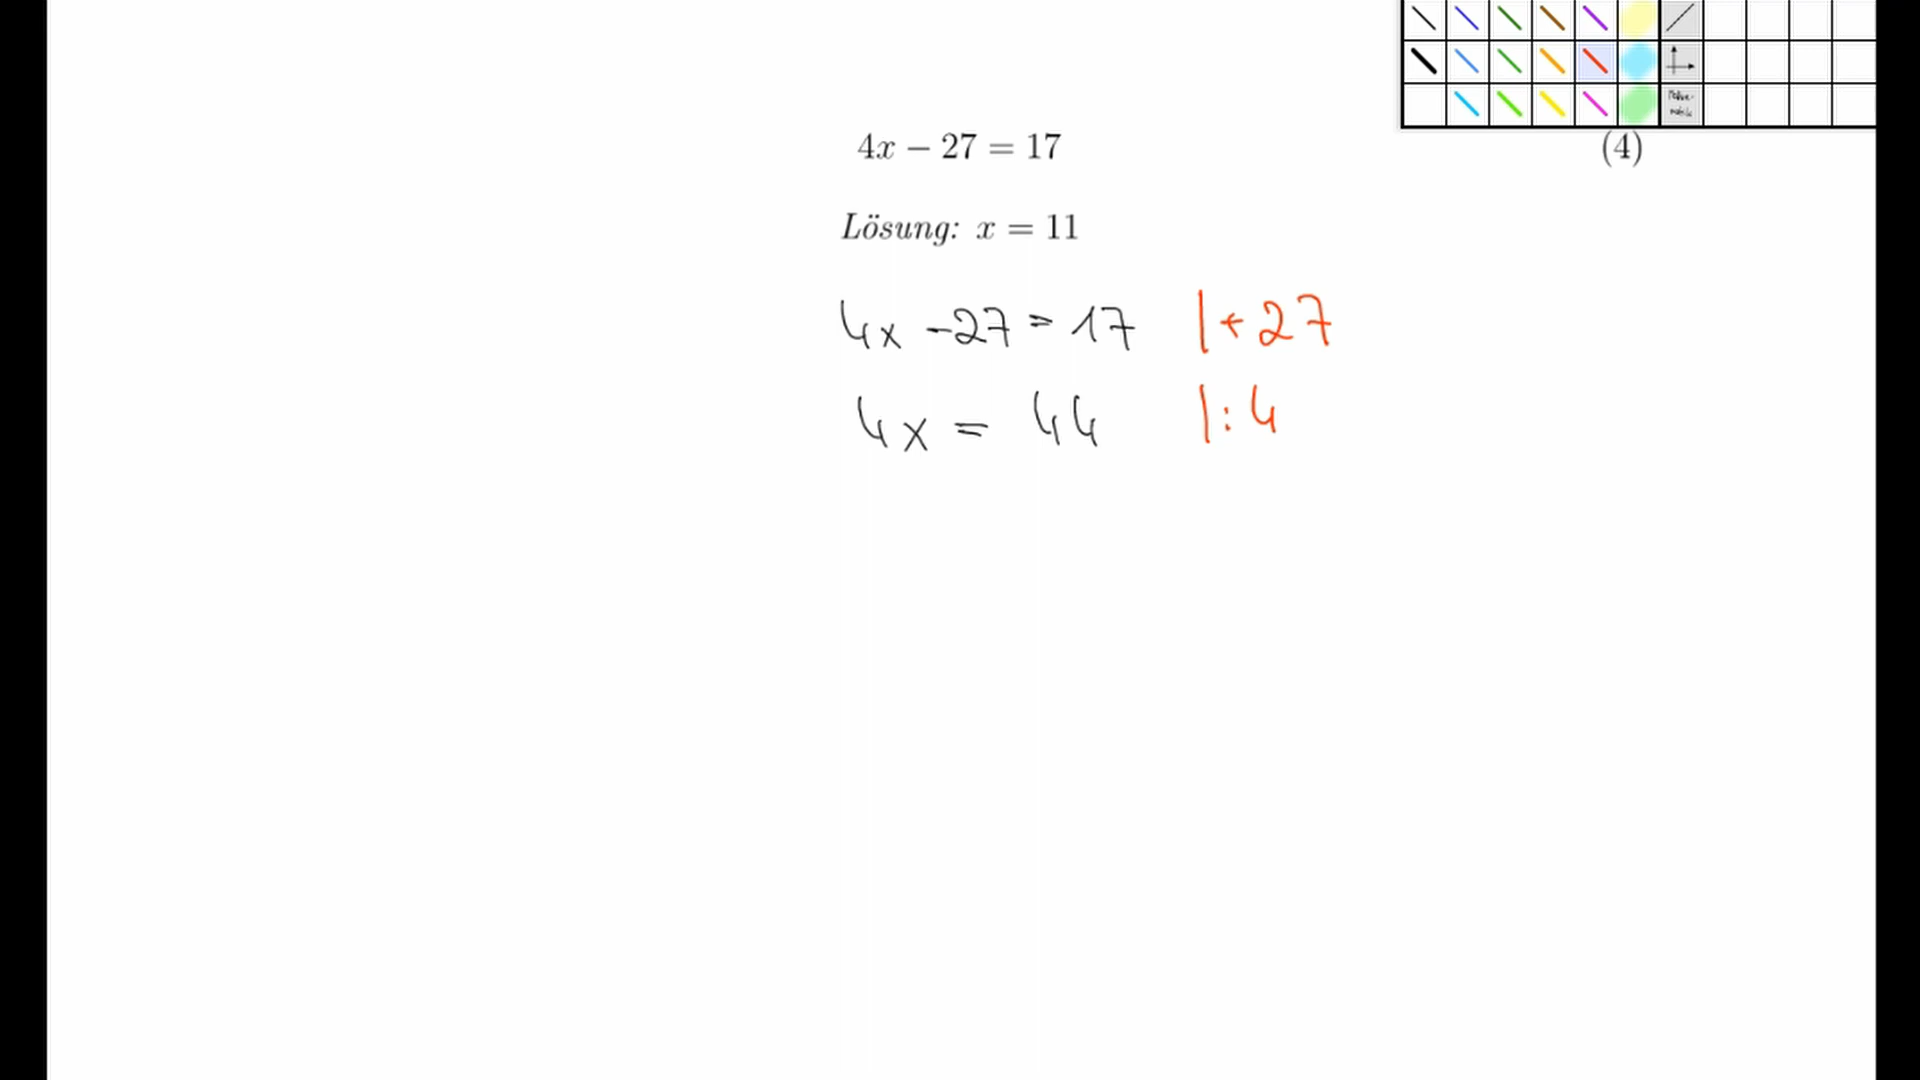 4x − 27 = 17
(4)
Lösung: x = 11
4x -27 = 17 |+27
4x = 44 |:4